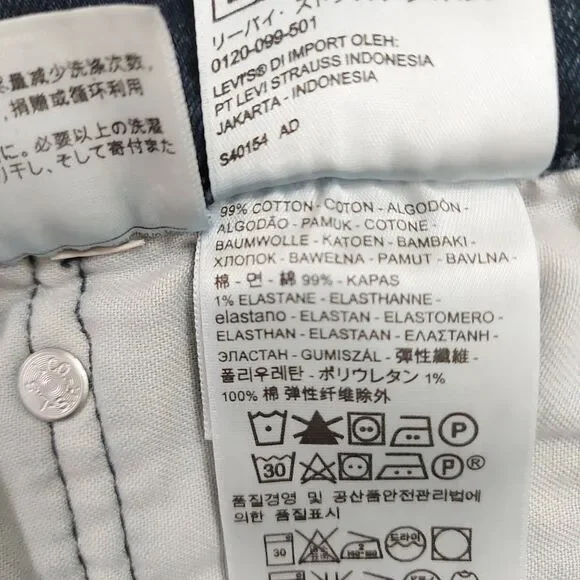 尽量减少洗涤次数,
捐赠或循环利用
に。必要以上の洗濯
り干し、そして寄付また
リーバイ・ストラ
0120-099-501
LEVI'S® DI IMPORT OLEH:
PT LEVI STRAUSS INDONESIA
JAKARTA - INDONESIA
S40154 AD
99% COTTON - COTON - ALGODÓN -
ALGODÃO - PAMUK - COTONE -
BAUMWOLLE - KATOEN - BAMBAKI -
ХЛОПОК - BAWEŁNA - PAMUT - BAVLNA -
棉 - 면 - 綿 99% - KAPAS
1% ELASTANE - ELASTHANNE -
elastano - ELASTAN - ELASTOMERO -
ELASTHAN - ELASTAAN - ΕΛΑΣΤΑΝΗ -
ЭЛАСТАН - GUMISZÁL - 弹性纖維 -
폴리우레탄 - ポリウレタン 1%
100% 棉 弹性纤维除外
P
30 P®
품질경영 및 공산품안전관리법에
의한 품질표시
30 드라이